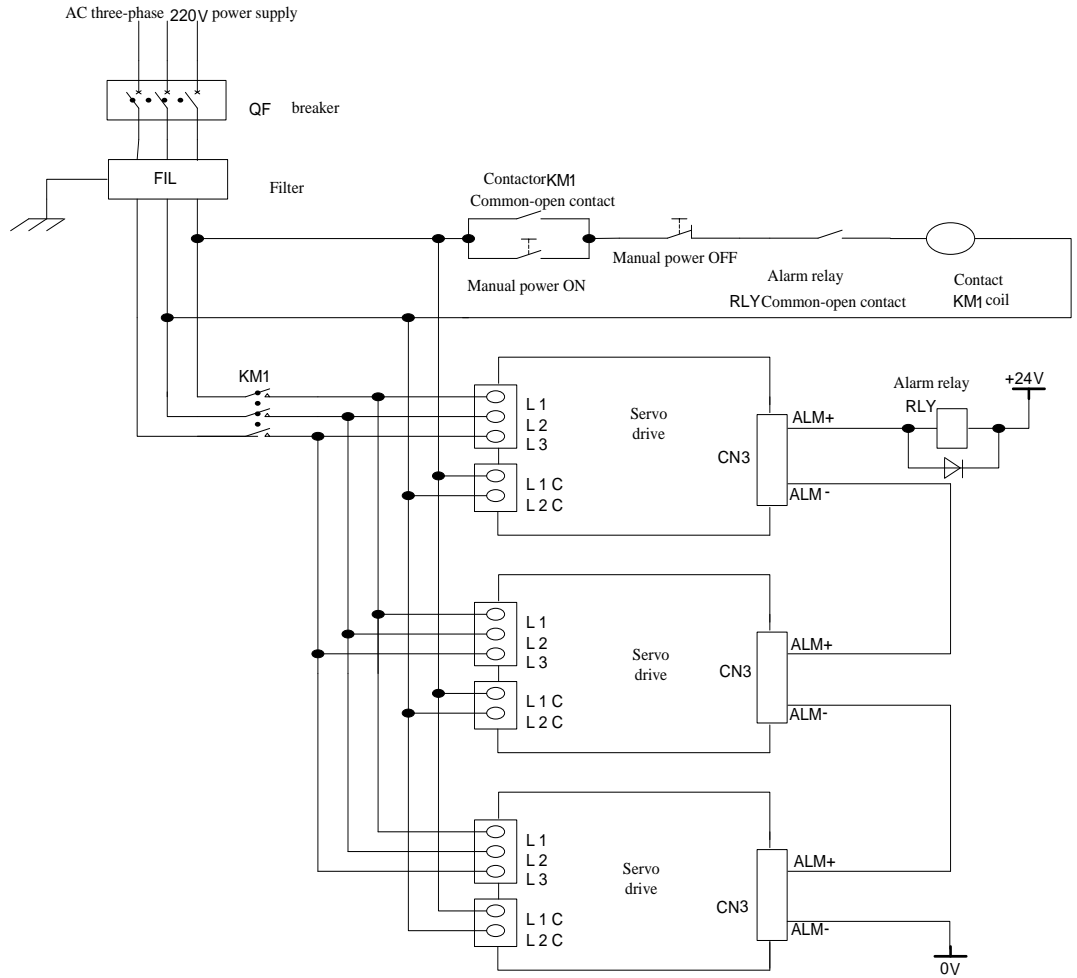 AC three-phase 220V power supply
QF breaker
FIL
Filter
ContactorKM1
Common-open contact
Manual power ON
Manual power OFF
Alarm relay
RLY Common-open contact
Contact
KM1 coil
KM1
L1
L2
L3
L1C
L2C
Servo
drive
CN3
ALM+
ALM-
Alarm relay
RLY
+24V
L1
L2
L3
L1C
L2C
Servo
drive
CN3
ALM+
ALM-
L1
L2
L3
L1C
L2C
Servo
drive
CN3
ALM+
ALM-
0V